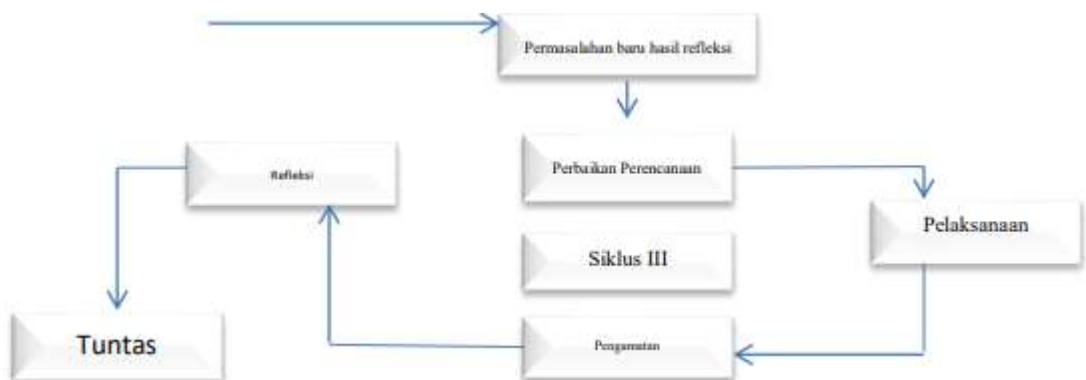 Permasalahan baru hasil refleksi
Perbaikan Perencanaan
Refleksi
Pelaksanaan
Siklus III
Tuntas
Pengamatan